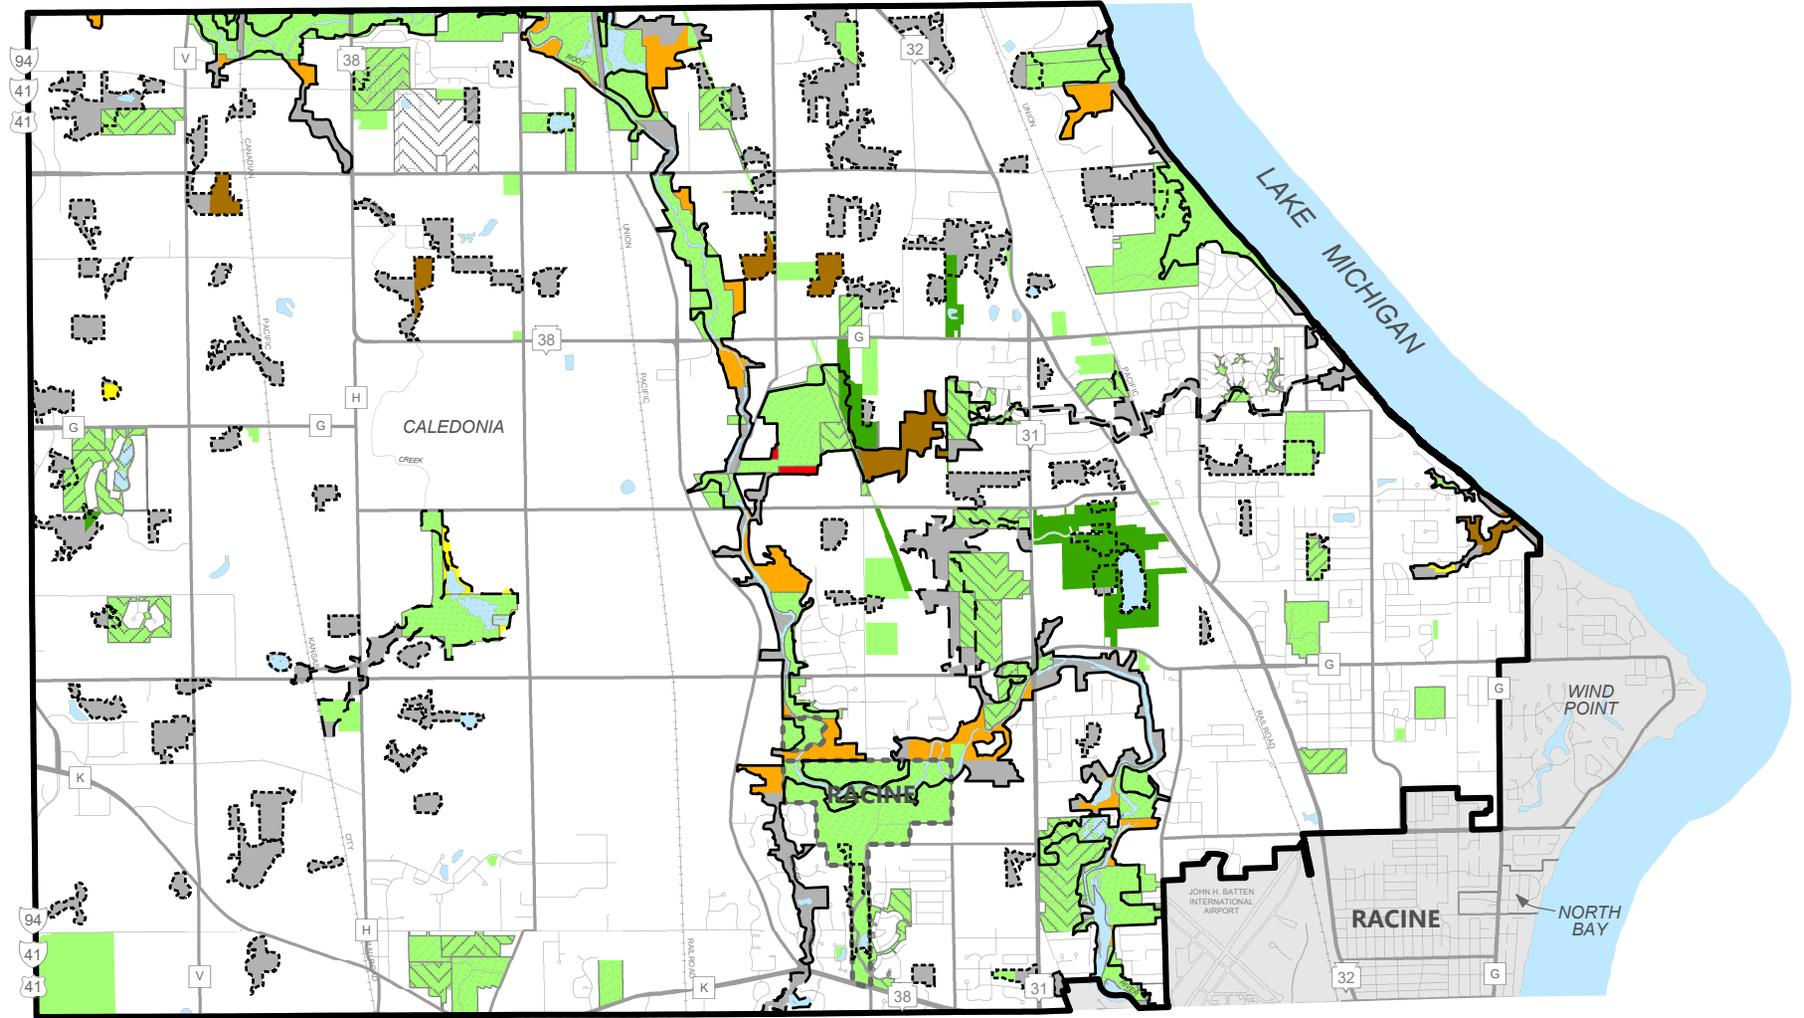 94
41
41
V
38
32
ROOT
UNION
CANADIAN
UNION
LAKE
MICHIGAN
PACIFIC
38
G
PACIFIC
PACIFIC
H
G
G
CALEDONIA
CREEK
31
KANSAS
G
G
WIND
POINT
RAILROAD
K
RACINE
CITY
JOHN H. BATTEN
INTERNATIONAL
AIRPORT
RACINE
NORTH
BAY
94
41
41
H
RAILROAD
RAILROAD
V
K
38
31
RIVER
32
G